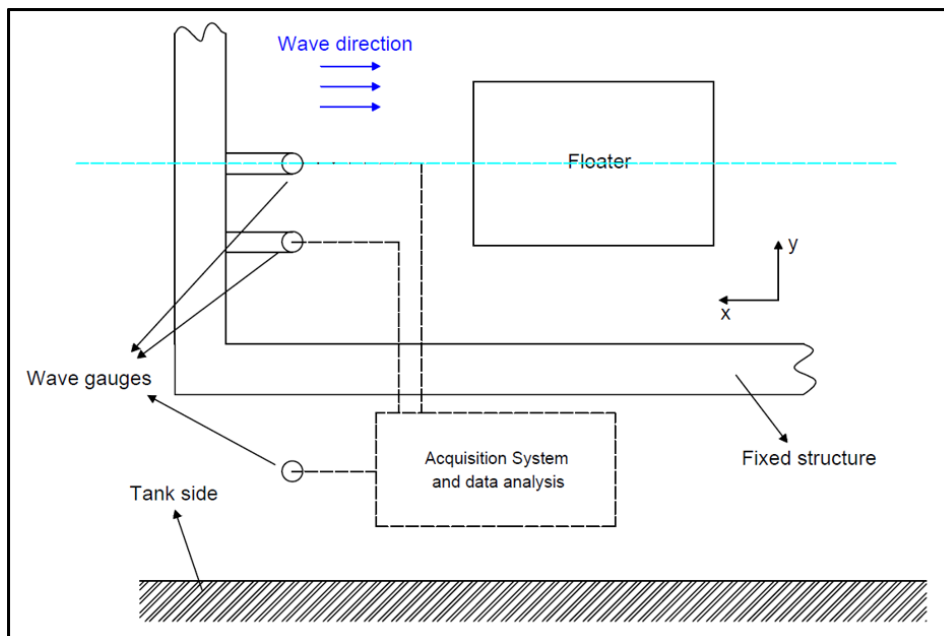 Wave direction
Floater
y
x
Wave gauges
Acquisition System
and data analysis
Fixed structure
Tank side